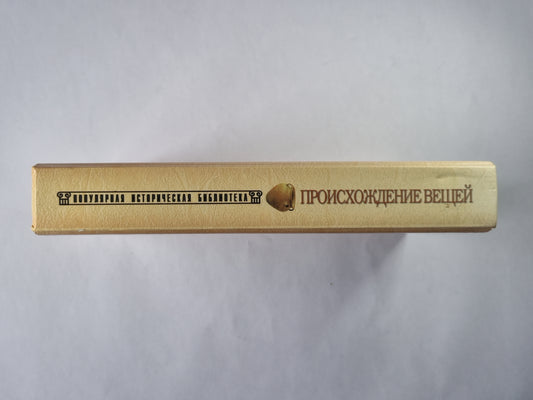 ПОПУЛЯРНАЯ ИСТОРИЧЕСКАЯ БИБЛИОТЕКА
ПРОИСХОЖДЕНИЕ ВЕЩЕЙ